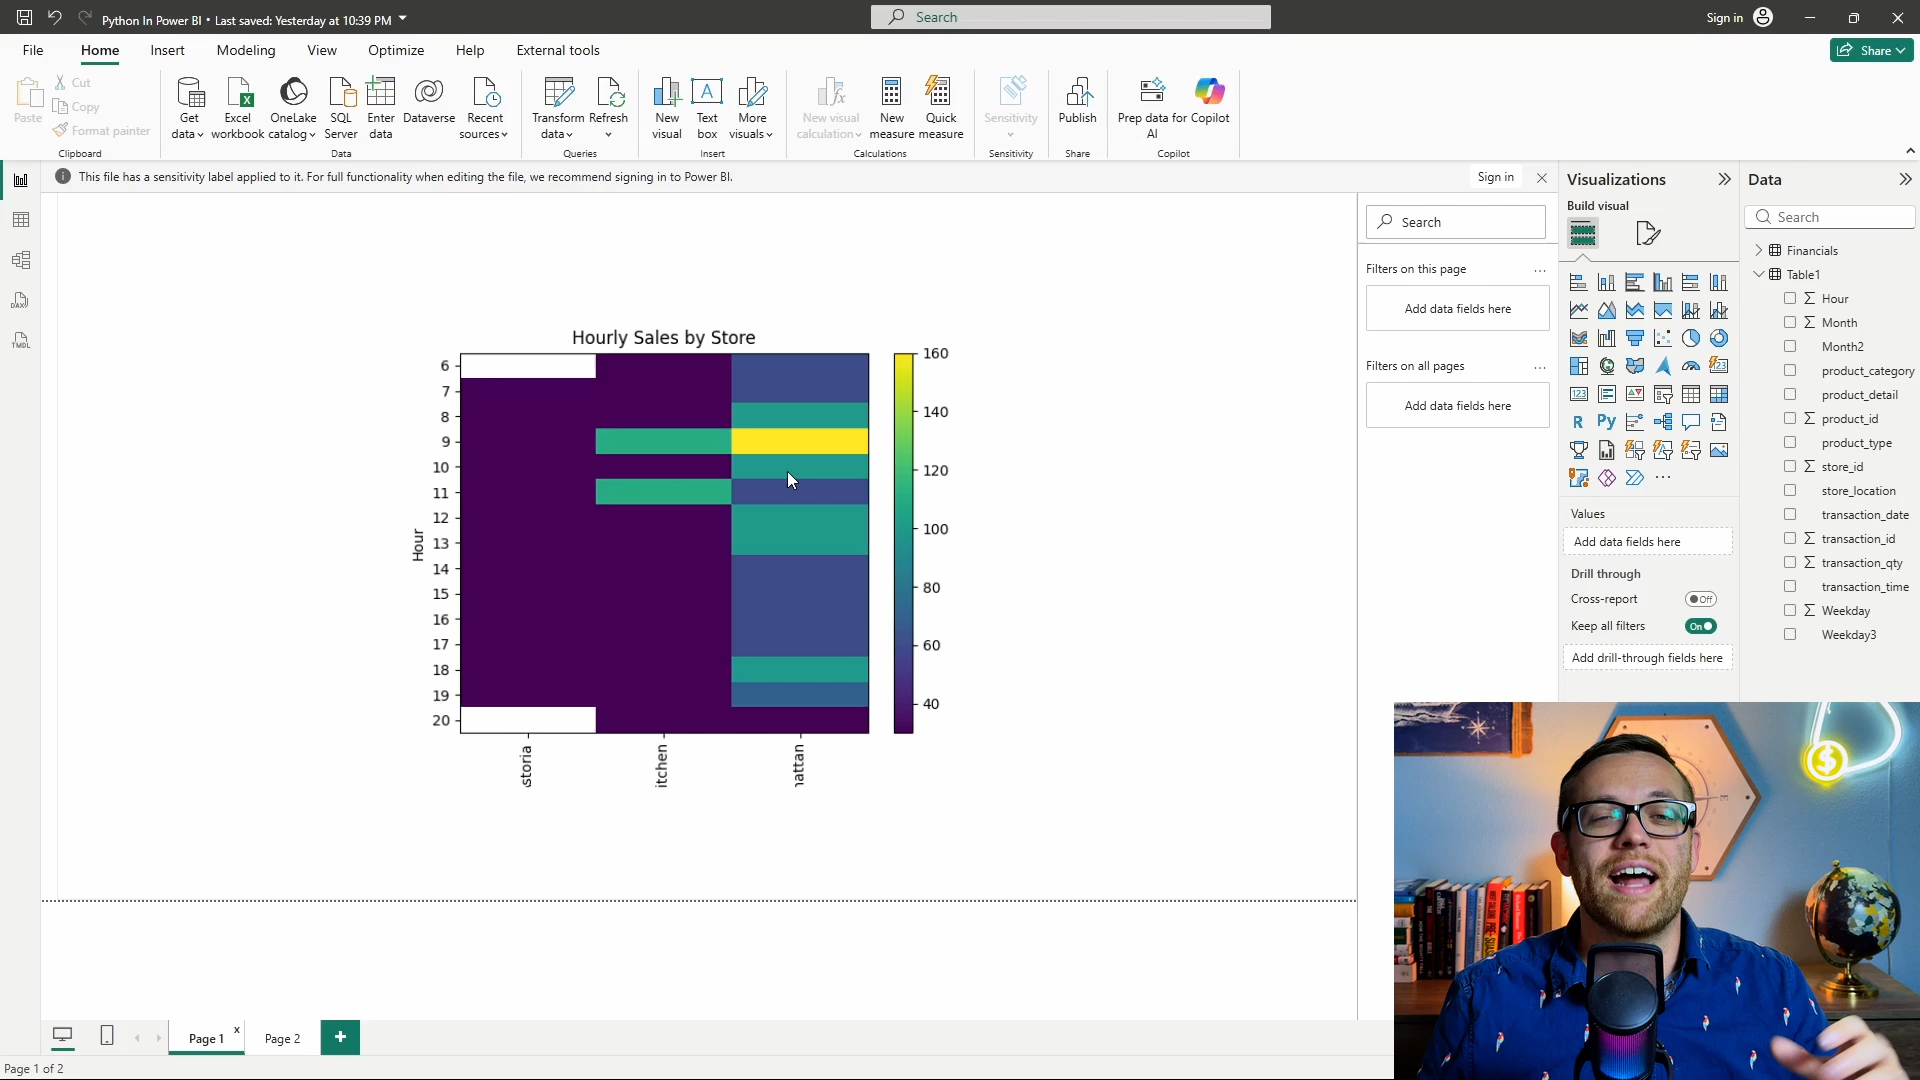 Python In Power BI • Last saved: Yesterday at 10:39 PM
Search
Sign in
File Home Insert Modeling View Optimize Help External tools
Share
Paste
Cut
Copy
Format painter
Clipboard
Get data
Excel workbook
OneLake catalog
SQL Server
Enter data
Dataverse
Recent sources
Data
Transform data
Refresh
Queries
New visual
Text box
More visuals
Insert
New visual calculation
New measure
Quick measure
Calculations
Sensitivity
Sensitivity
Publish
Share
Prep data for AI
Copilot
Copilot
This file has a sensitivity label applied to it. For full functionality when editing the file, we recommend signing in to Power BI.
Sign in
Hourly Sales by Store
Hour
6
7
8
9
10
11
12
13
14
15
16
17
18
19
20
storia
itchen
attan
160
140
120
100
80
60
40
Search
Filters on this page
Add data fields here
Filters on all pages
Add data fields here
Visualizations
Build visual
123
R Py
Values
Add data fields here
Drill through
Cross-report
Off
Keep all filters
On
Add drill-through fields here
Data
Search
Financials
Table1
Hour
Month
Month2
product_category
product_detail
product_id
product_type
store_id
store_location
transaction_date
transaction_id
transaction_qty
transaction_time
Weekday
Weekday3
Page 1
Page 2
Page 1 of 2